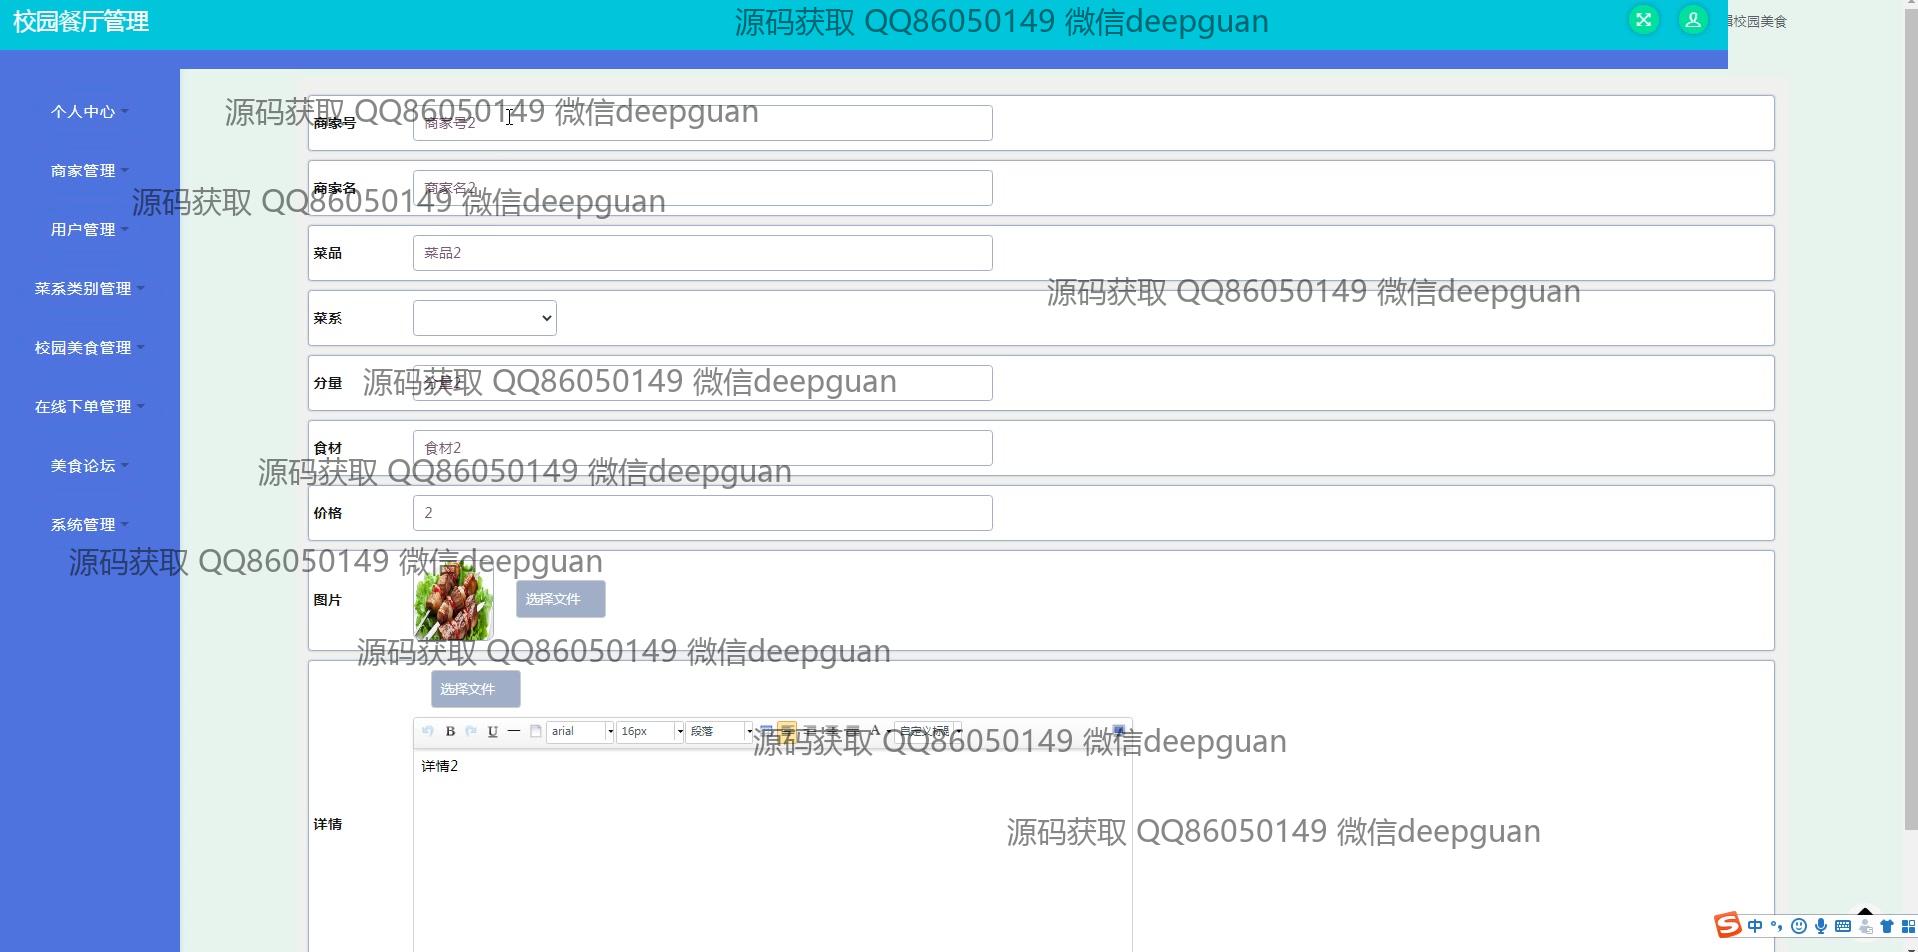 校园餐厅管理
源码获取 QQ86050149 微信deepguan
校园美食
个人中心
源码获取 QQ86050149 微信deepguan
商家号
商家号2
商家管理
商家名
商家名2
源码获取 QQ86050149 微信deepguan
用户管理
菜品
菜品2
菜系类别管理
源码获取 QQ86050149 微信deepguan
菜系
校园美食管理
分量
分量2
源码获取 QQ86050149 微信deepguan
在线下单管理
食材
食材2
美食论坛
源码获取 QQ86050149 微信deepguan
价格
2
系统管理
源码获取 QQ86050149 微信deepguan
图片
选择文件
源码获取 QQ86050149 微信deepguan
选择文件
B U arial 16px 段落 A 自定义标题
源码获取 QQ86050149 微信deepguan
详情2
详情
源码获取 QQ86050149 微信deepguan
S 中